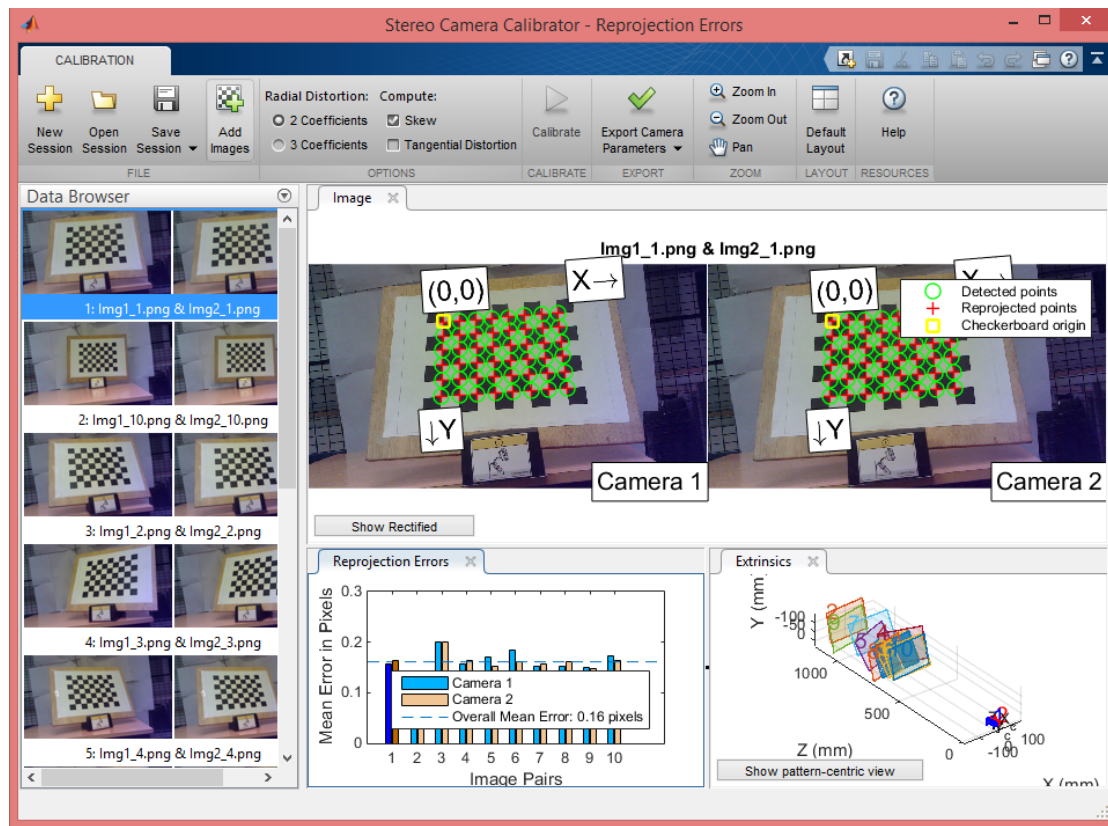 Stereo Camera Calibrator - Reprojection Errors
CALIBRATION
New Session
Open Session
Save Session
Add Images
FILE
Radial Distortion:
2 Coefficients
3 Coefficients
Compute:
Skew
Tangential Distortion
OPTIONS
Calibrate
CALIBRATE
Export Camera Parameters
EXPORT
Zoom In
Zoom Out
Pan
ZOOM
Default Layout
LAYOUT
Help
RESOURCES
Data Browser
1: Img1_1.png & Img2_1.png
2: Img1_10.png & Img2_10.png
3: Img1_2.png & Img2_2.png
4: Img1_3.png & Img2_3.png
5: Img1_4.png & Img2_4.png
Image
Img1_1.png & Img2_1.png
(0,0)
X→
↓Y
Camera 1
(0,0)
↓Y
Camera 2
Detected points
Reprojected points
Checkerboard origin
Show Rectified
Reprojection Errors
Mean Error in Pixels
0.3
0.2
0.1
0
Camera 1
Camera 2
Overall Mean Error: 0.16 pixels
1 2 3 4 5 6 7 8 9 10
Image Pairs
Extrinsics
Y (mm)
-100
-50
0
1000
500
0
Z (mm)
-100
100
X (mm)
Show pattern-centric view